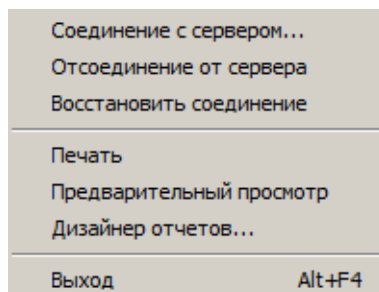 Соединение с сервером...
Отсоединение от сервера
Восстановить соединение
Печать
Предварительный просмотр
Дизайнер отчетов...
Выход Alt+F4